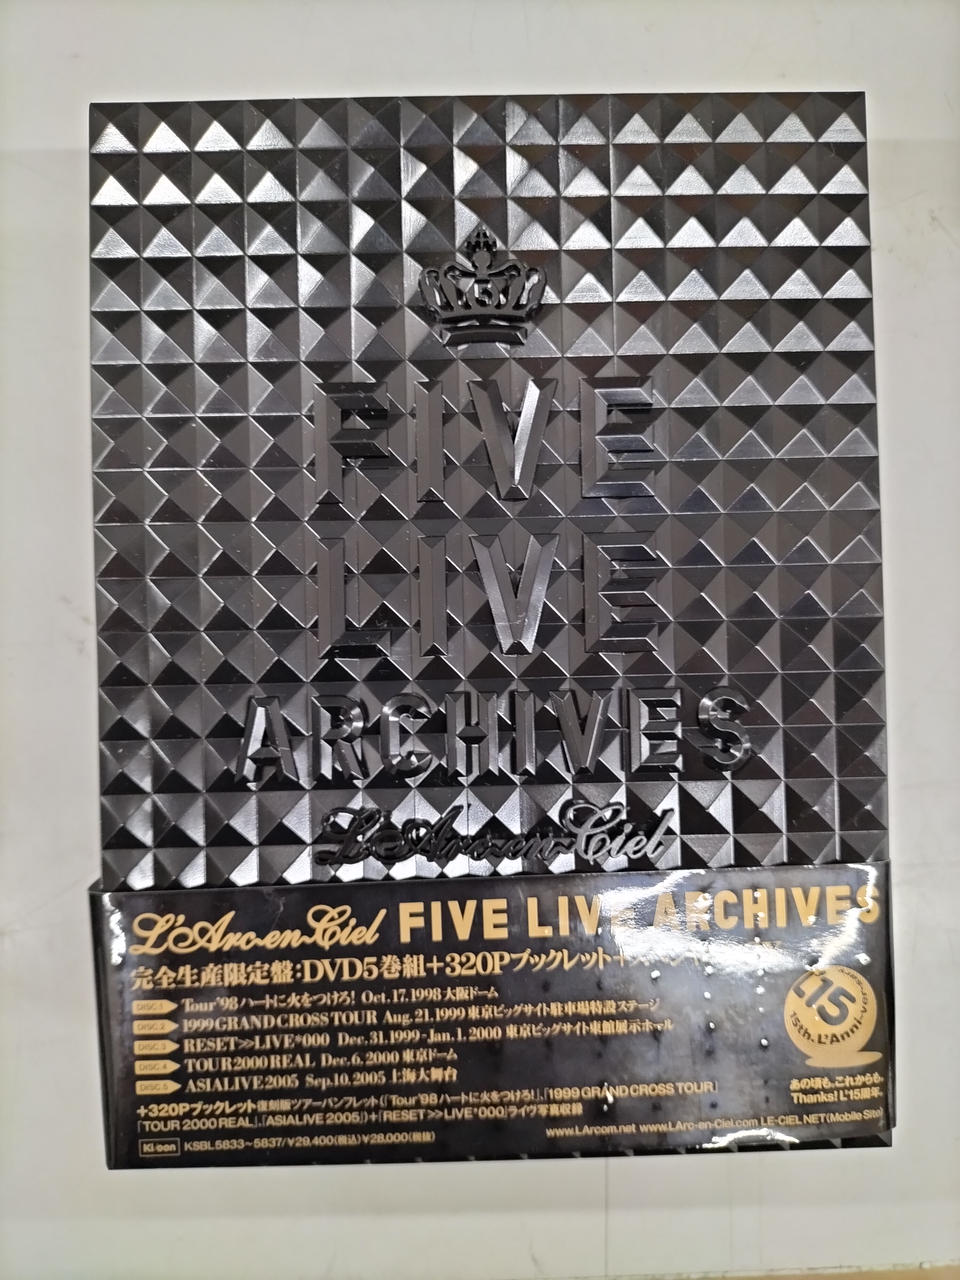 5
FIVE
LIVE
ARCHIVES
L'Arc-en-Ciel
L'Arc-en-Ciel FIVE LIVE ARCHIVES
完全生産限定盤:DVD5巻組+320Pブックレット+
DISC.1 Tour'98ハートに火をつけろ! Oct.17.1998 大阪ドーム
DISC.2 1999 GRAND CROSS TOUR Aug.21.1999 東京ビッグサイト駐車場特設ステージ
DISC.3 RESET>>LIVE*000 Dec.31.1999-Jan.1.2000 東京ビッグサイト東館展示ホール
DISC.4 TOUR 2000 REAL Dec.6.2000 東京ドーム
DISC.5 ASIALIVE 2005 Sep.10.2005 上海大舞台
L'15
15th L'Anniversary
あの頃も、これからも。
Thanks! L'15周年.
+320Pブックレット復刻版ツアーパンフレット(「Tour'98 ハートに火をつけろ!」、「1999 GRAND CROSS TOUR」
「TOUR 2000 REAL」、「ASIALIVE 2005」)+「RESET>>LIVE*000」ライヴ写真収録
www.LArcom.net www.LArc-en-Ciel.com LE-CIEL NET(Mobile Site)
Ki/oon KSBL 5833~5837/¥29,400(税込)¥28,000(税抜)